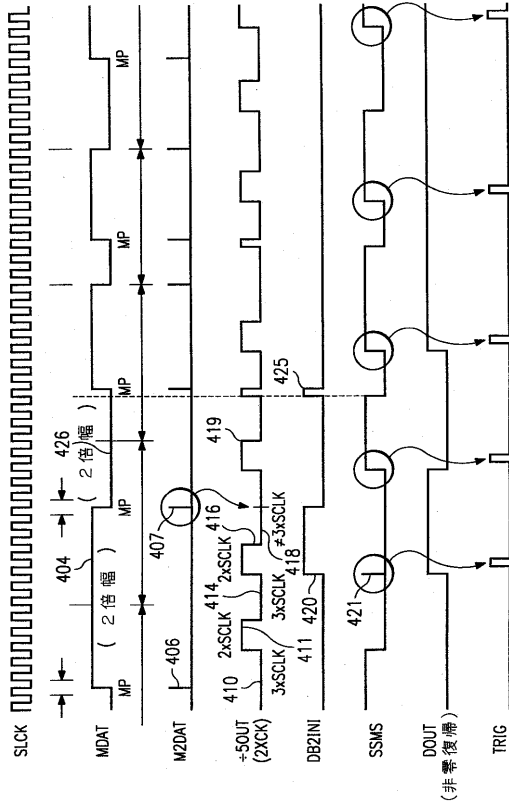 SLCK
MDAT
404
426
( 2 倍幅 )
( 2 倍幅 )
MP
MP
MP
MP
MP
M2DAT
406
407
÷5OUT
(2XCK)
410
3xSCLK
2xSCLK
411
414
3xSCLK
2xSCLK
416
418
≠3xSCLK
419
DB2INI
420
425
SSMS
421
DOUT
(非零復帰)
TRIG